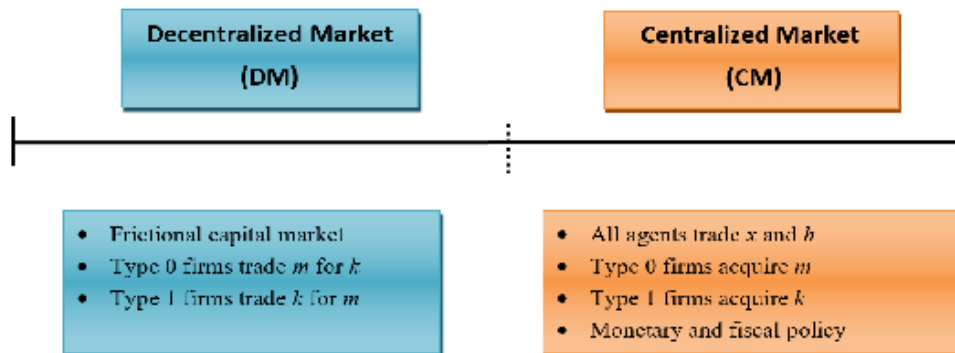 Decentralized Market
(DM)
Centralized Market
(CM)
• Frictional capital market
• Type 0 firms trade m for k
• Type 1 firms trade k for m
• All agents trade x and h
• Type 0 firms acquire m
• Type 1 firms acquire k
• Monetary and fiscal policy